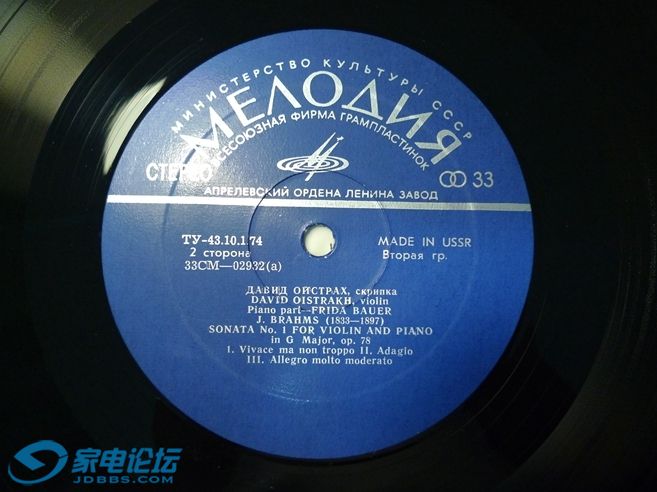 МИНИСТЕРСТВО КУЛЬТУРЫ СССР
МЕЛОДИЯ
ВСЕСОЮЗНАЯ ФИРМА ГРАМПЛАСТИНОК
СТЕРЕО
33
АПРЕЛЕВСКИЙ ОРДЕНА ЛЕНИНА ЗАВОД
ТУ-43.10.1.74
2 сторона
33СМ—02932(а)
MADE IN USSR
Вторая гр.
ДАВИД ОЙСТРАХ, скрипка
DAVID OISTRAKH, violin
Piano part—FRIDA BAUER
J. BRAHMS (1833—1897)
SONATA No. 1 FOR VIOLIN AND PIANO
in G Major, op. 78
I. Vivace ma non troppo II. Adagio
III. Allegro molto moderato
家电论坛
JDBBS.COM